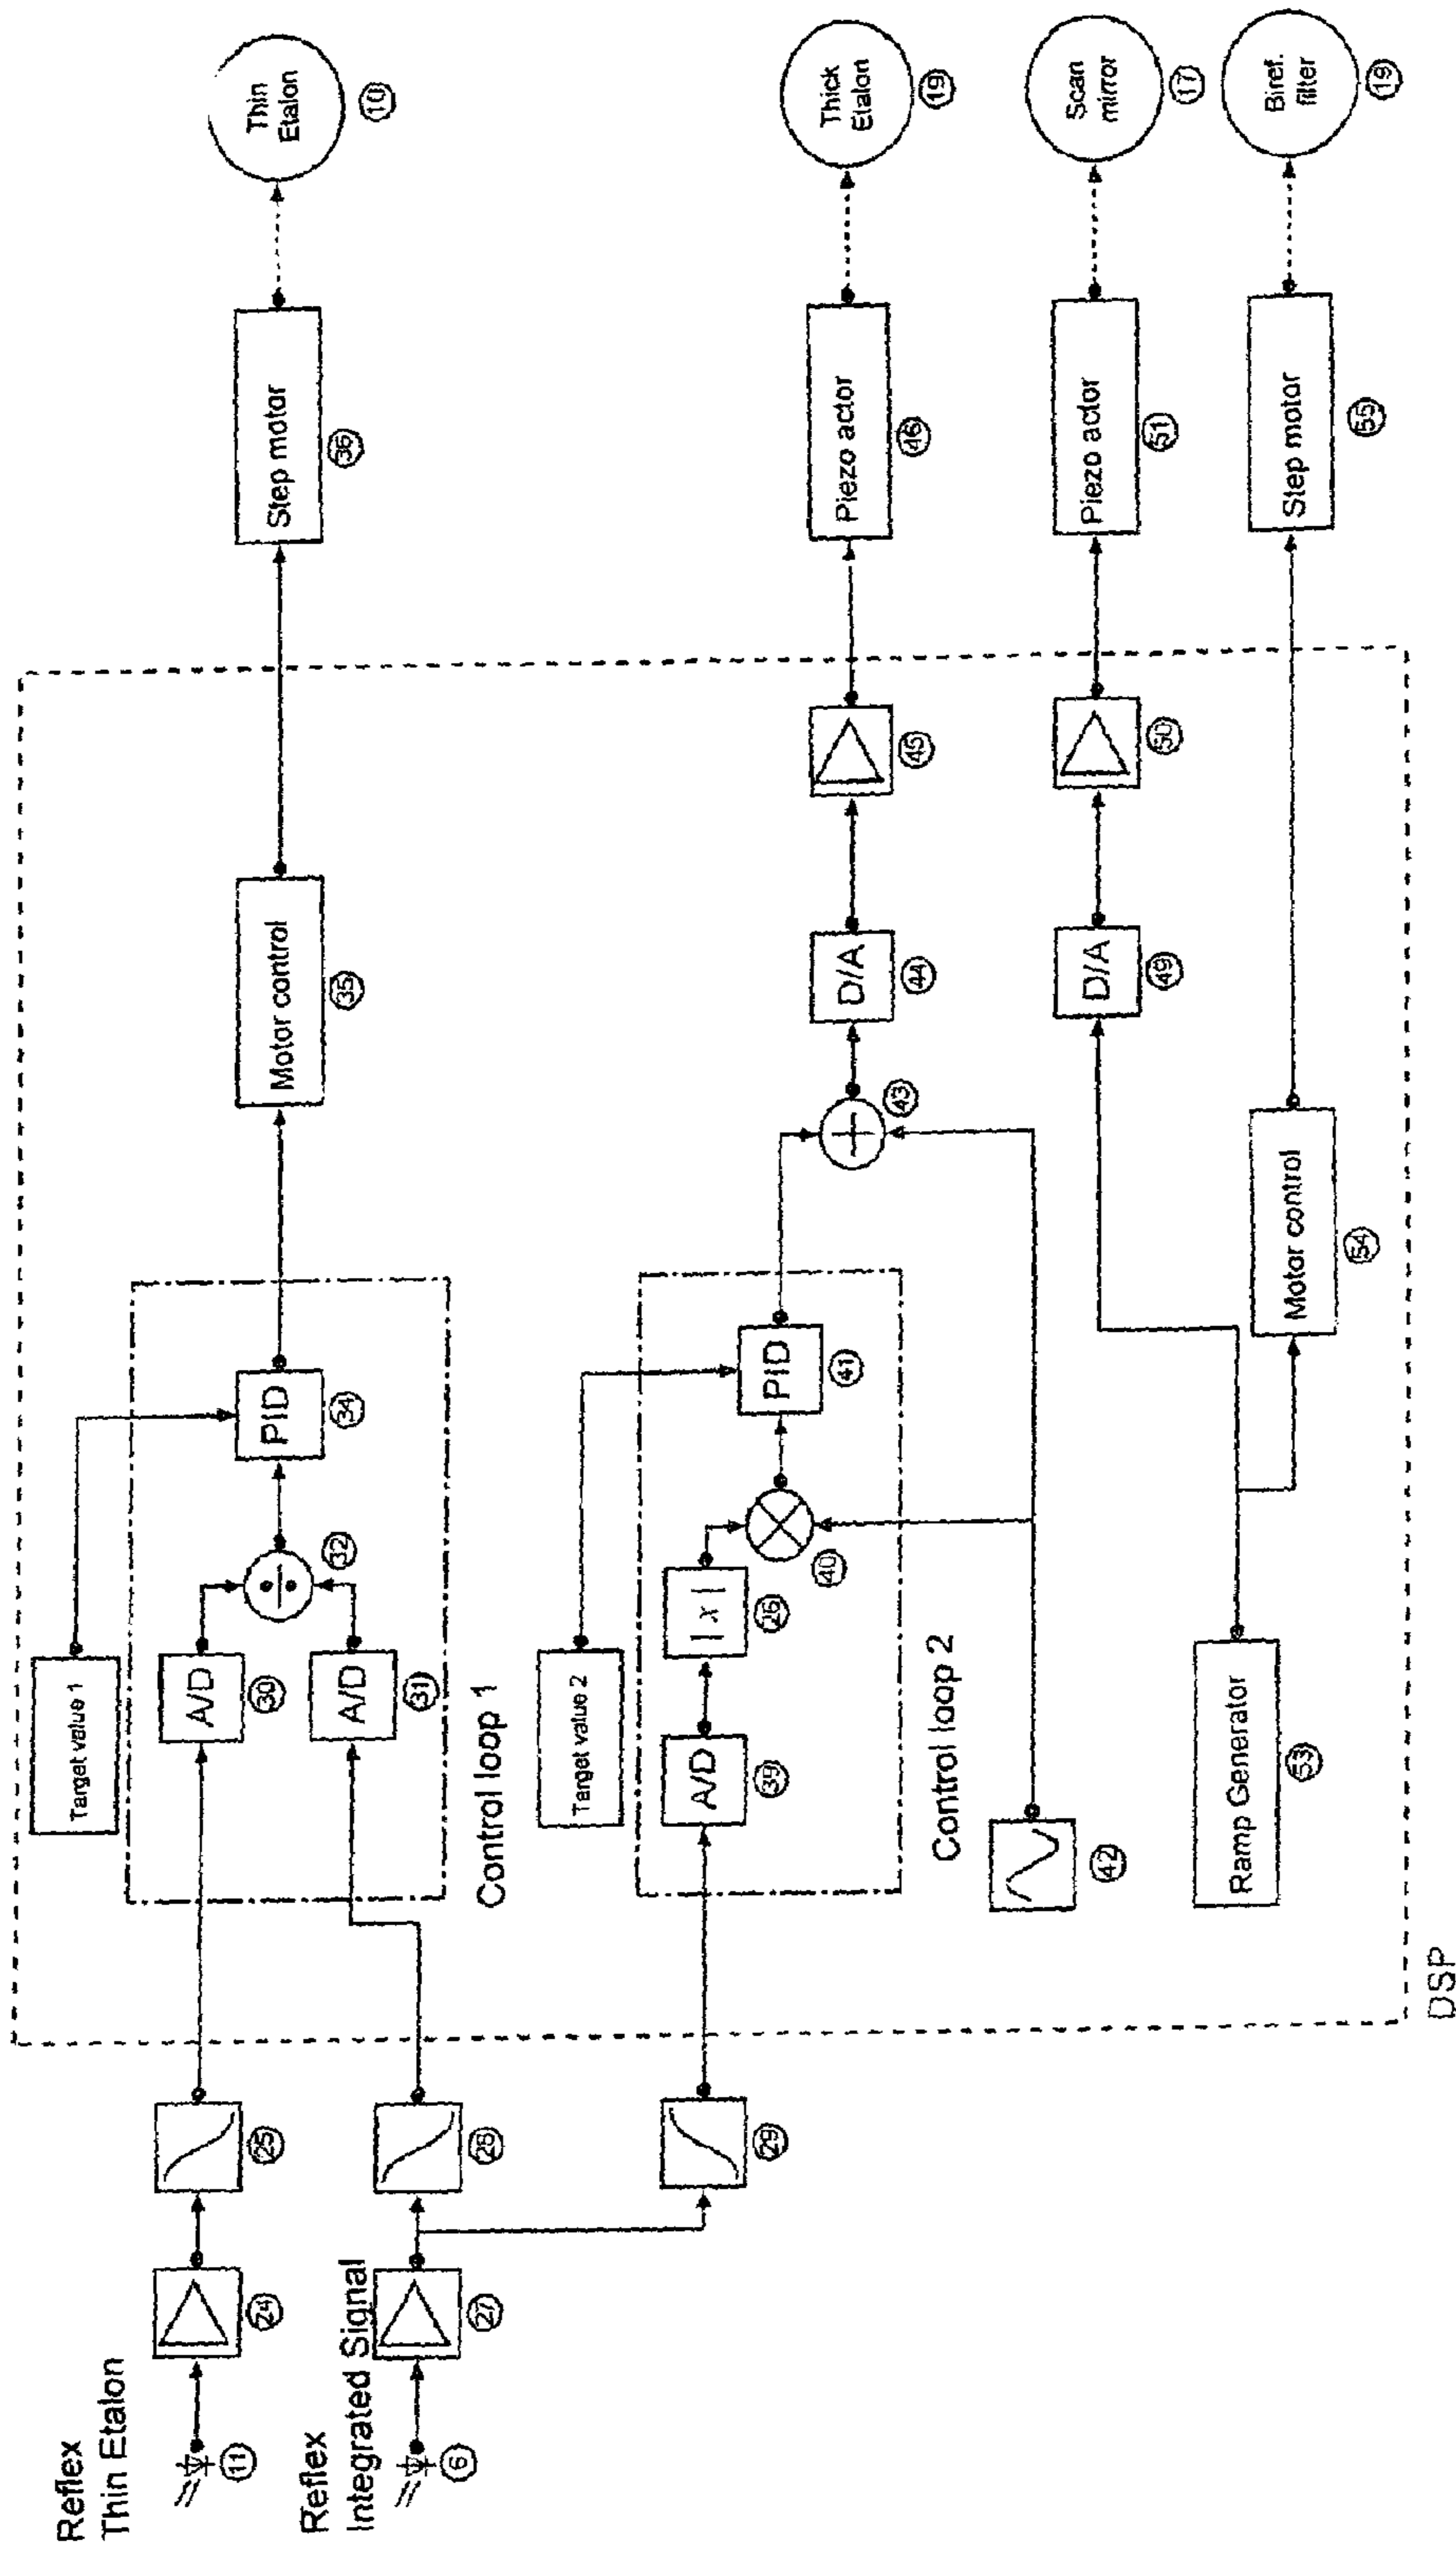 Reflex
Thin Etalon
11
24
25
Target value 1
A/D
30
A/D
31
32
PID
34
Motor control
35
Step motor
36
Thin
Etalon
10
Control loop 1
Reflex
Integrated Signal
6
27
28
29
Target value 2
A/D
39
|x|
26
40
PID
41
43
D/A
44
45
Piezo actor
46
Thick
Etalon
19
Control loop 2
42
D/A
49
50
Piezo actor
51
Scan
mirror
17
Ramp Generator
53
Motor control
54
Step motor
55
Biref.
filter
19
DSP